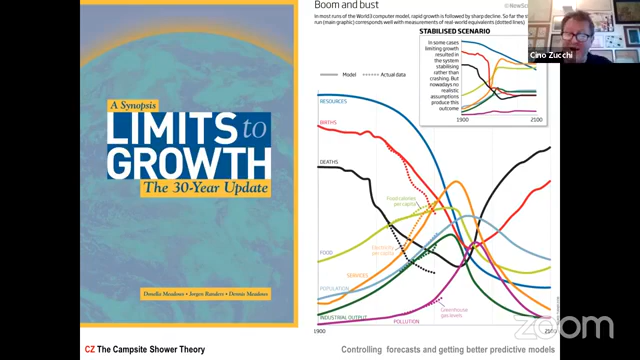 A Synopsis
LIMITS to
GROWTH
The 30-Year Update
Donella Meadows - Jorgen Randers - Dennis Meadows
Boom and bust
In most runs of the World3 computer model, rapid growth is followed by sharp decline. So far the
run (main graphic) corresponds well with measurements of real-world equivalents (dotted lines)
STABILISED SCENARIO
In some cases
limiting growth
resulted in
the system
stabilising
rather than
crashing. But
nowadays no
realistic
assumptions
produce this
outcome
1900
2100
Model
Actual data
RESOURCES
BIRTHS
DEATHS
Food calories
per capita
Electricity
per capita
FOOD
SERVICES
POPULATION
INDUSTRIAL OUTPUT
POLLUTION
Greenhouse
gas levels
1900
2100
Cino Zucchi
zoom
CZ The Campsite Shower Theory
Controlling forecasts and getting better predictive models